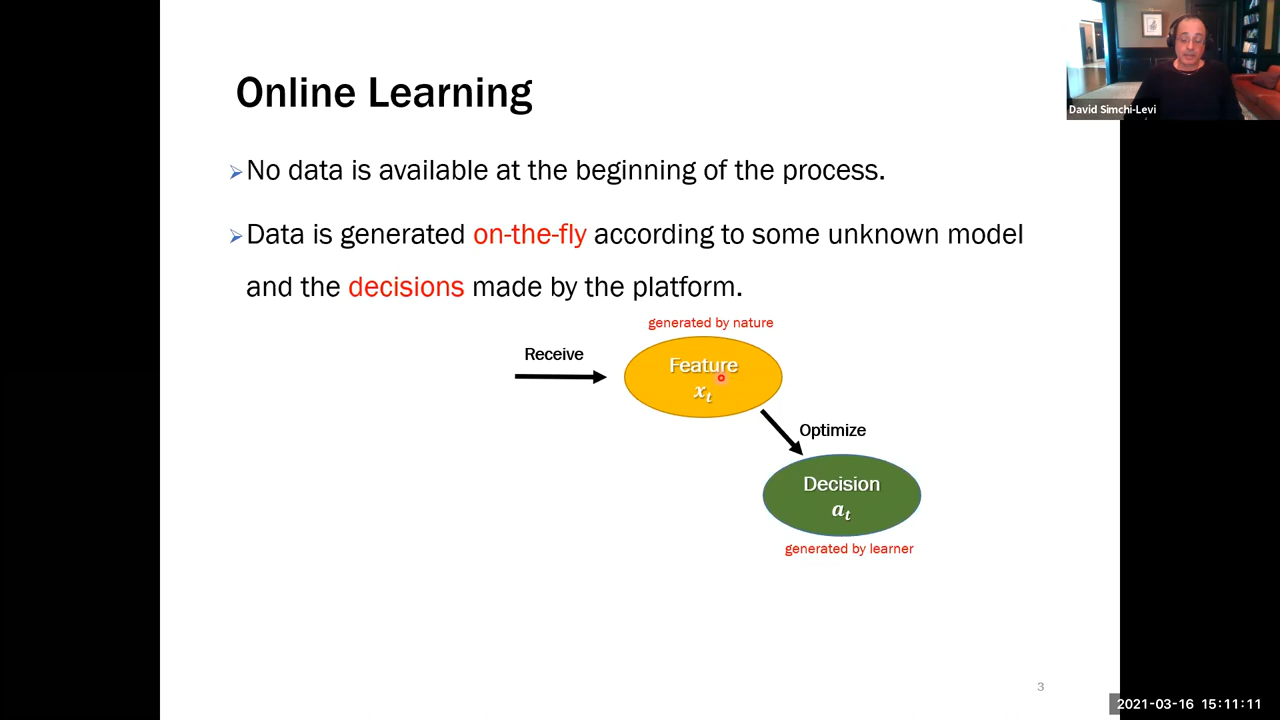 Online Learning
David Simchi-Levi
➢No data is available at the beginning of the process.
➢Data is generated on-the-fly according to some unknown model
and the decisions made by the platform.
generated by nature
Receive
Feature
x_t
Optimize
Decision
a_t
generated by learner
3
2021-03-16 15:11:11